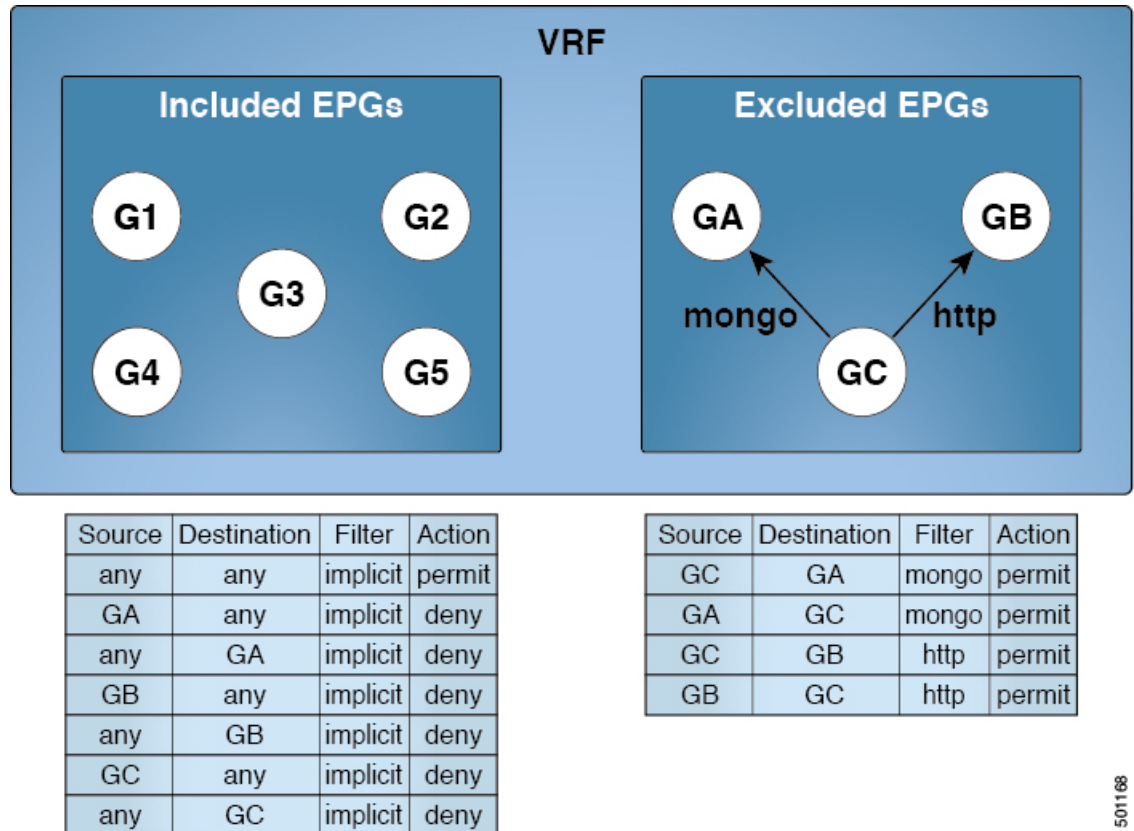 VRF
Included EPGs
G1
G2
G3
G4
G5
Excluded EPGs
GA
GB
mongo
http
GC
Source Destination Filter Action
any any implicit permit
GA any implicit deny
any GA implicit deny
GB any implicit deny
any GB implicit deny
GC any implicit deny
any GC implicit deny
Source Destination Filter Action
GC GA mongo permit
GA GC mongo permit
GC GB http permit
GB GC http permit
501168